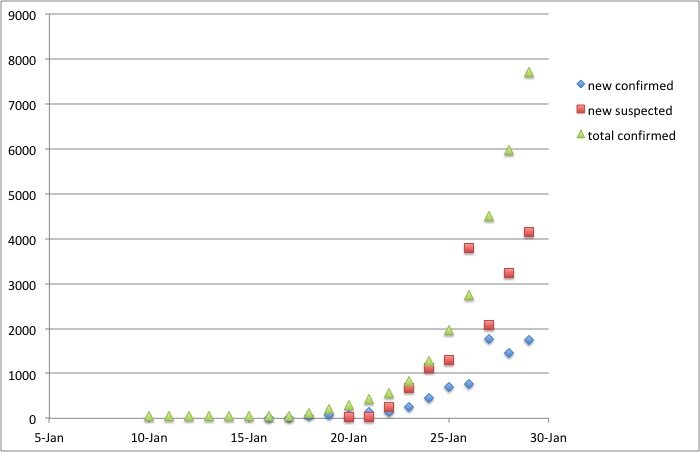 9000
8000
7000
6000
5000
4000
3000
2000
1000
0
5-Jan 10-Jan 15-Jan 20-Jan 25-Jan 30-Jan
new confirmed
new suspected
total confirmed